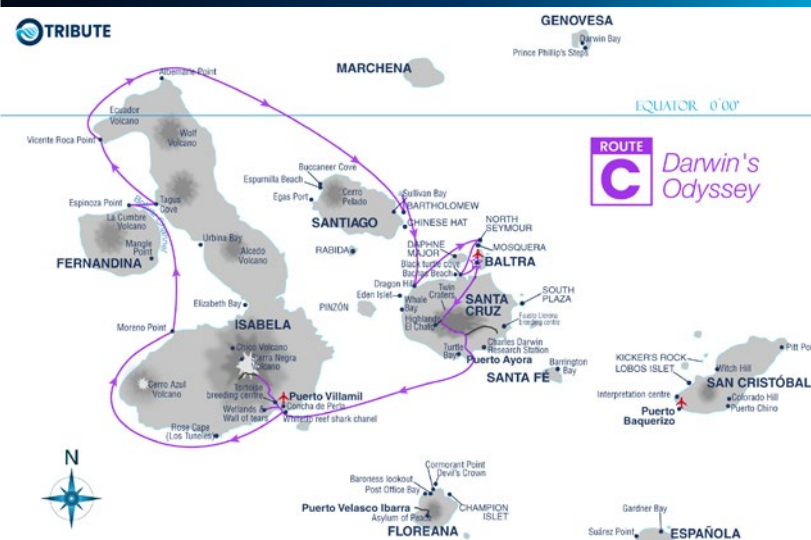 TRIBUTE
GENOVESA
Darwin Bay
Prince Phillip's Steps
MARCHENA
Albemarle Point
EQUATOR 0°00'
Ecuador
Volcano
Vicente Roca Point
Wolf
Volcano
ROUTE
C
Darwin's
Odyssey
Buccaneer Cove
Espumilla Beach
Egas Port
Cerro
Pelado
SANTIAGO
Sullivan Bay
BARTHOLOMEW
CHINESE HAT
Espinoza Point
Tagus
Cove
La Cumbre
Volcano
Mangle
Point
FERNANDINA
Urbina Bay
Alcedo
Volcano
RABIDA
NORTH
SEYMOUR
MOSQUERA
DAPHNE
MAJOR
BALTRA
Black turtle cove
Bachas Beach
Dragon Hill
Eden Islet
Whale
Bay
Twin
Craters
SANTA
CRUZ
SOUTH
PLAZA
Highlands
El Chato
breeding centre
Charles Darwin
Research Station
Turtle
Bay
Puerto Ayora
PINZÓN
Elizabeth Bay
ISABELA
Moreno Point
Chico Volcano
Sierra Negra
Volcano
Cerro Azul
Volcano
Tortoise
breeding centre
Puerto Villamil
Concha de Perla
Wetlands &
Wall of tears
Whitetip reef shark chanel
Rose Cape
(Los Tuneles)
SANTA FÉ
Barrington
Bay
KICKER'S ROCK
LOBOS ISLET
Witch Hill
Pitt Po
SAN CRISTÓBAL
Interpretation centre
Colorado Hill
Puerto Chino
Puerto
Baquerizo
N
Cormorant Point
Devil's Crown
Baroness lookout
Post Office Bay
Puerto Velasco Ibarra
Asylum of Peace
CHAMPION
ISLET
FLOREANA
Gardner Bay
Suárez Point
ESPAÑOLA